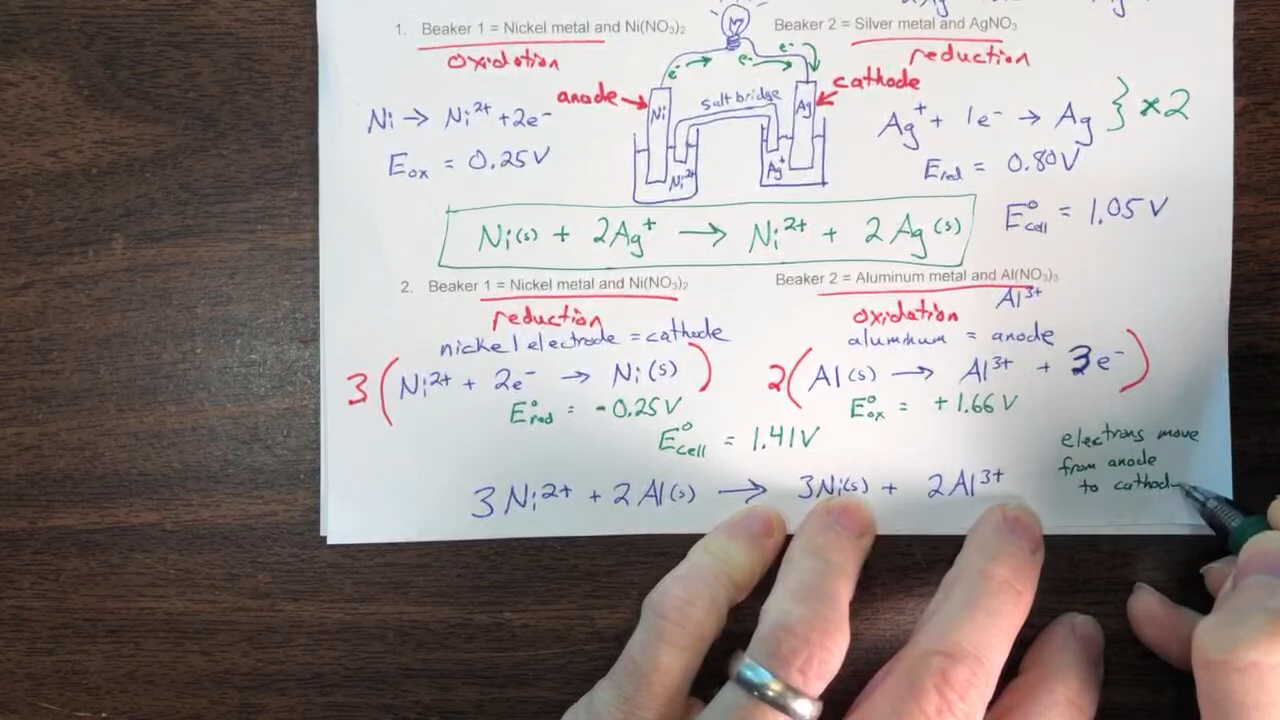 1. Beaker 1 = Nickel metal and Ni(NO₃)₂
Beaker 2 = Silver metal and AgNO₃
oxidation
reduction
anode
cathode
e⁻
e⁻
e⁻
salt bridge
Ni
Ag
Ni²⁺
Ag⁺
Ni → Ni²⁺ + 2e⁻
Eox = 0.25V
Ag⁺ + 1e⁻ → Ag } ×2
Ered = 0.80V
E°cell = 1.05V
Ni(s) + 2Ag⁺ → Ni²⁺ + 2Ag(s)
2. Beaker 1 = Nickel metal and Ni(NO₃)₂
Beaker 2 = Aluminum metal and Al(NO₃)₃
Al³⁺
reduction
oxidation
nickel electrode = cathode
aluminum = anode
3(Ni²⁺ + 2e⁻ → Ni(s))
2(Al(s) → Al³⁺ + 3e⁻)
E°red = -0.25V
E°ox = +1.66V
E°cell = 1.41V
electrons move
from anode
to cathod
3Ni²⁺ + 2Al(s) → 3Ni(s) + 2Al³⁺